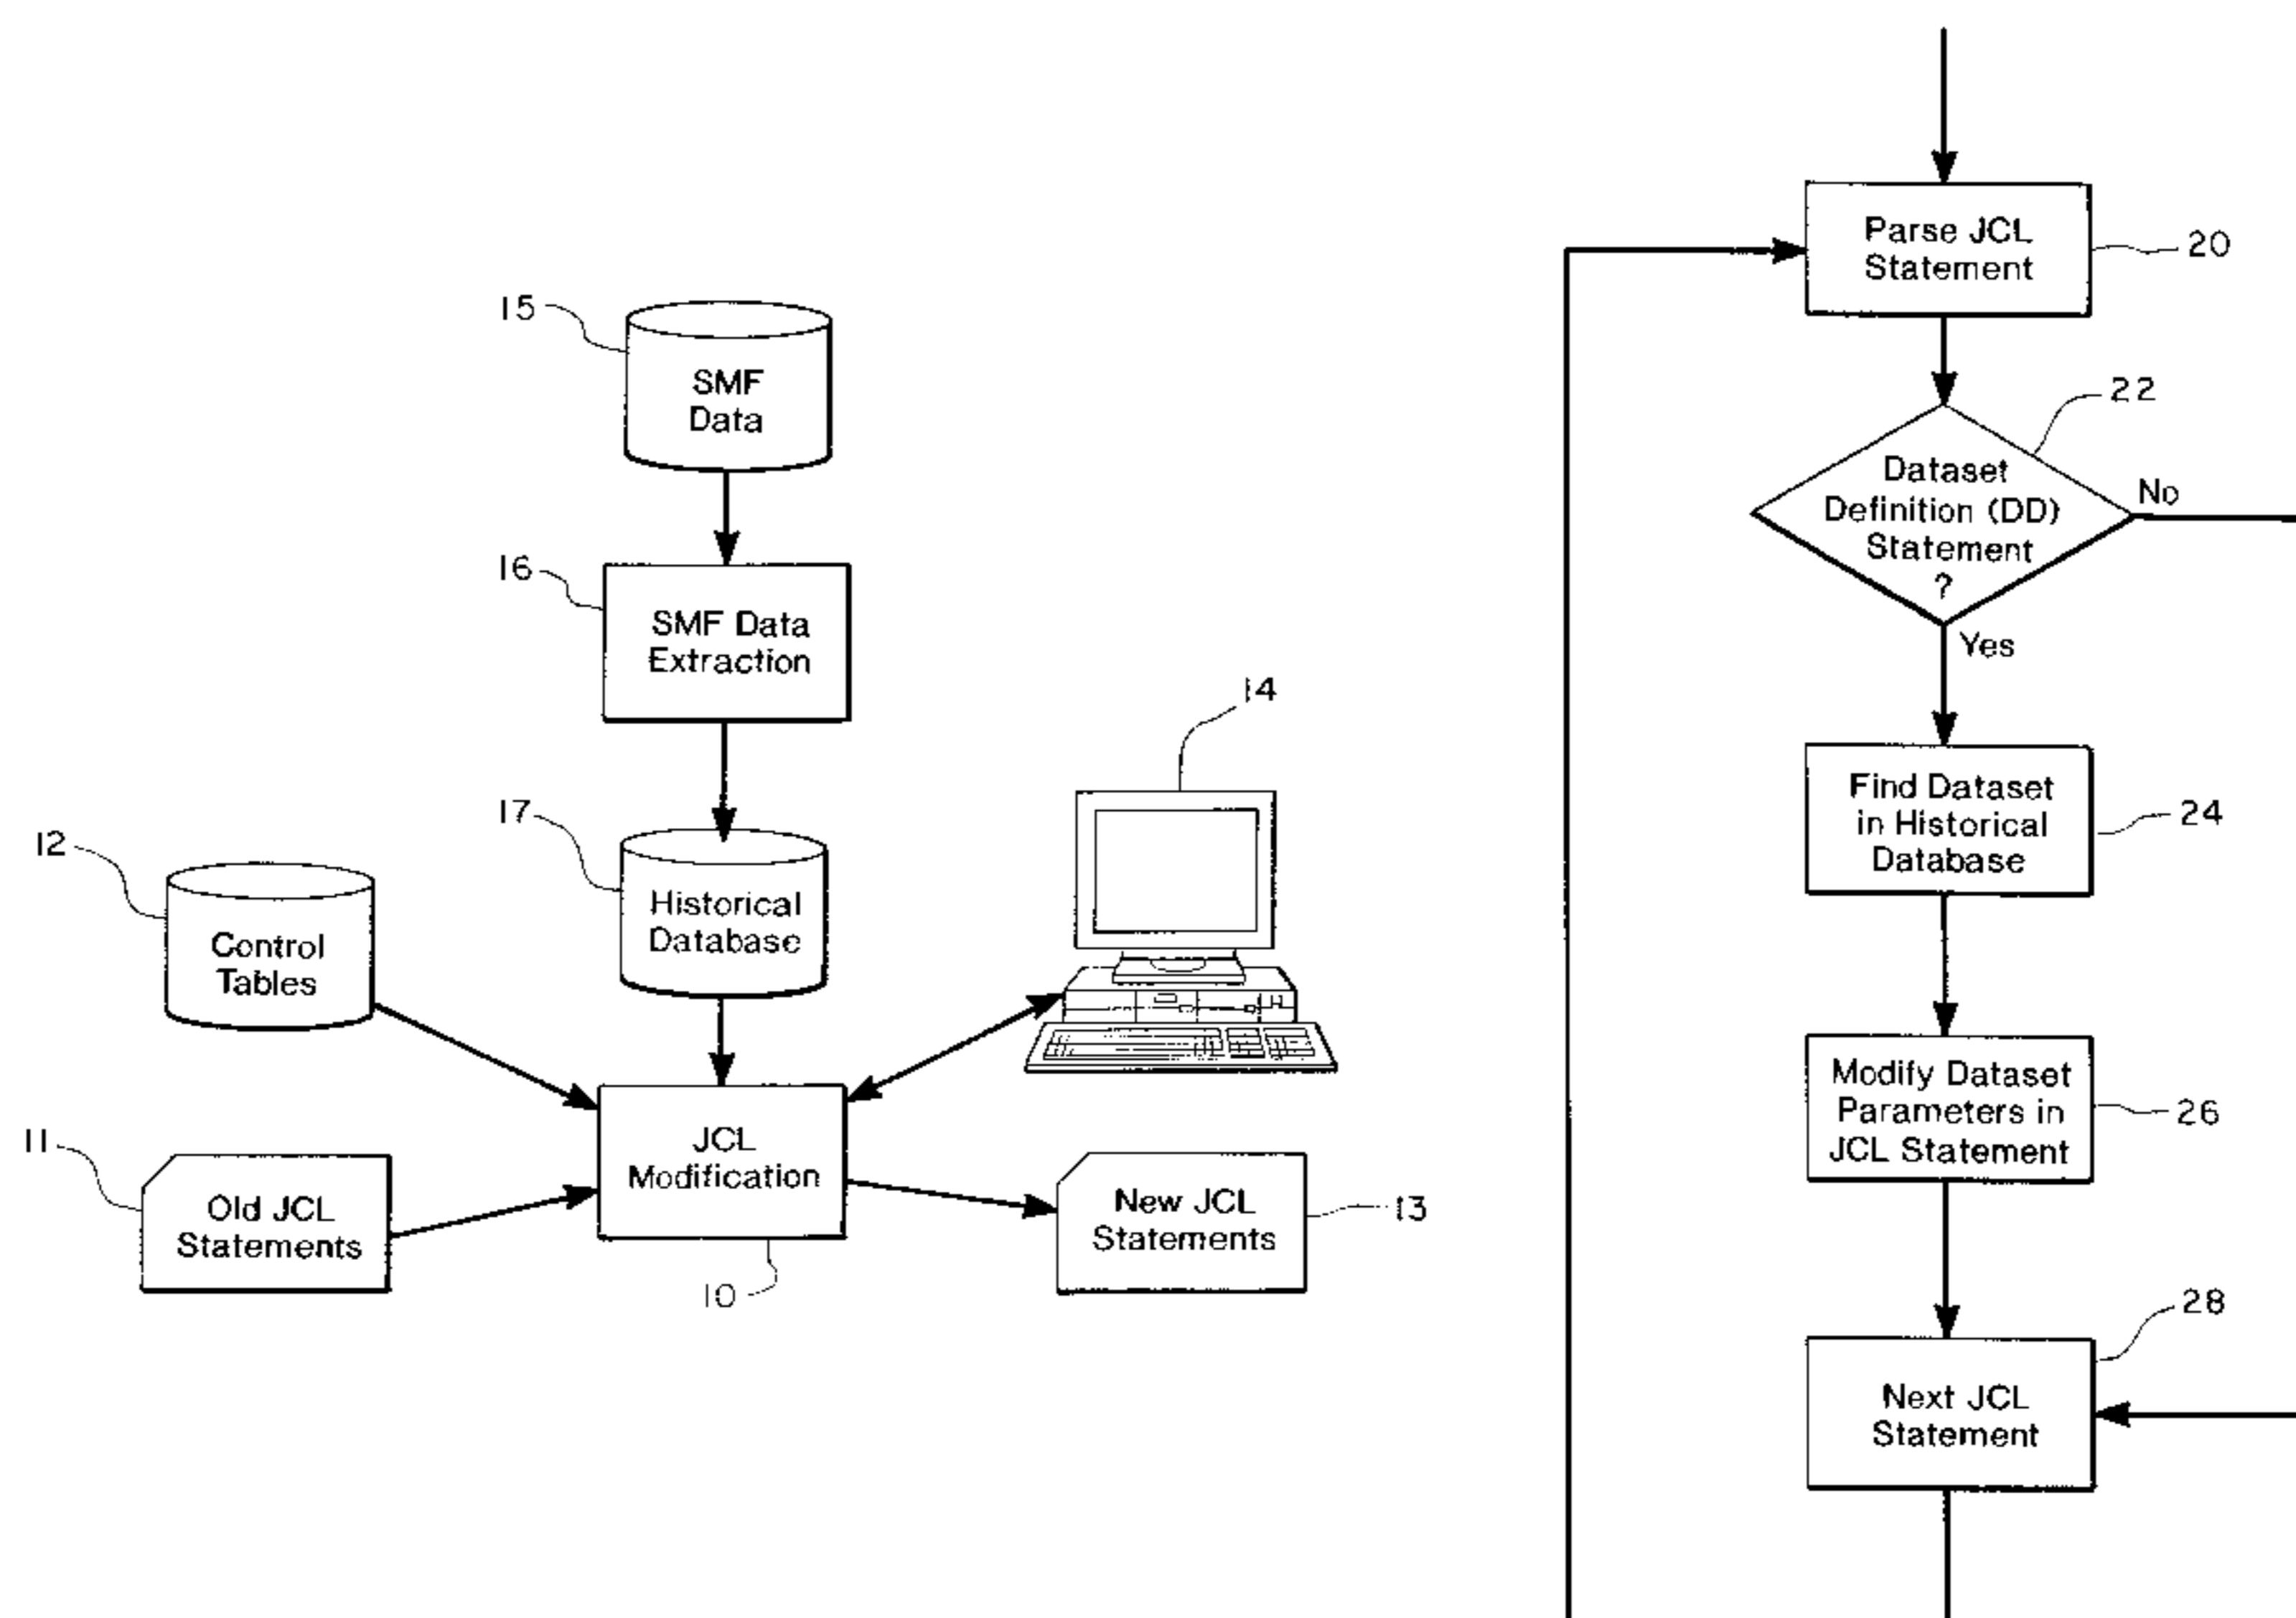 15
SMF
Data
16
SMF Data
Extraction
14
17
Historical
Database
12
Control
Tables
11
Old JCL
Statements
JCL
Modification
10
New JCL
Statements
13
Parse JCL
Statement
20
22
Dataset
Definition (DD)
Statement
?
No
Yes
Find Dataset
in Historical
Database
24
Modify Dataset
Parameters in
JCL Statement
26
28
Next JCL
Statement